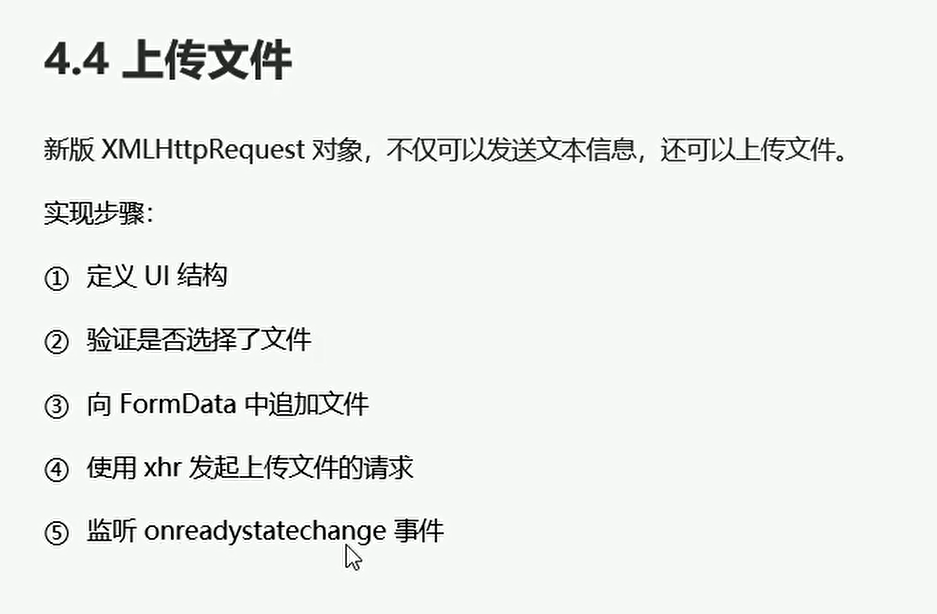 4.4 上传文件
新版 XMLHttpRequest 对象，不仅可以发送文本信息，还可以上传文件。
实现步骤：
① 定义 UI 结构
② 验证是否选择了文件
③ 向 FormData 中追加文件
④ 使用 xhr 发起上传文件的请求
⑤ 监听 onreadystatechange 事件